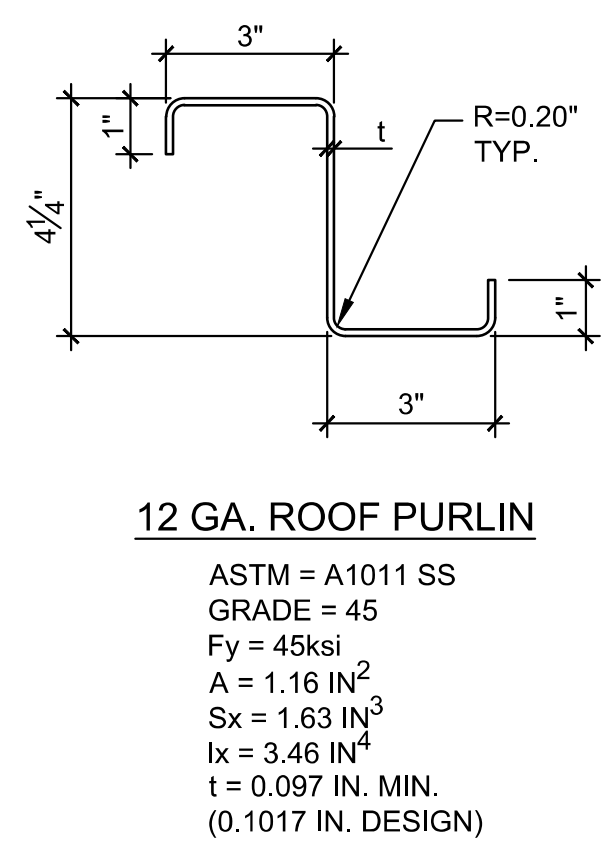 3"
1"
t
R=0.20"
TYP.
4¼"
1"
3"
12 GA. ROOF PURLIN
ASTM = A1011 SS
GRADE = 45
Fy = 45ksi
A = 1.16 IN²
Sx = 1.63 IN³
Ix = 3.46 IN⁴
t = 0.097 IN. MIN.
(0.1017 IN. DESIGN)